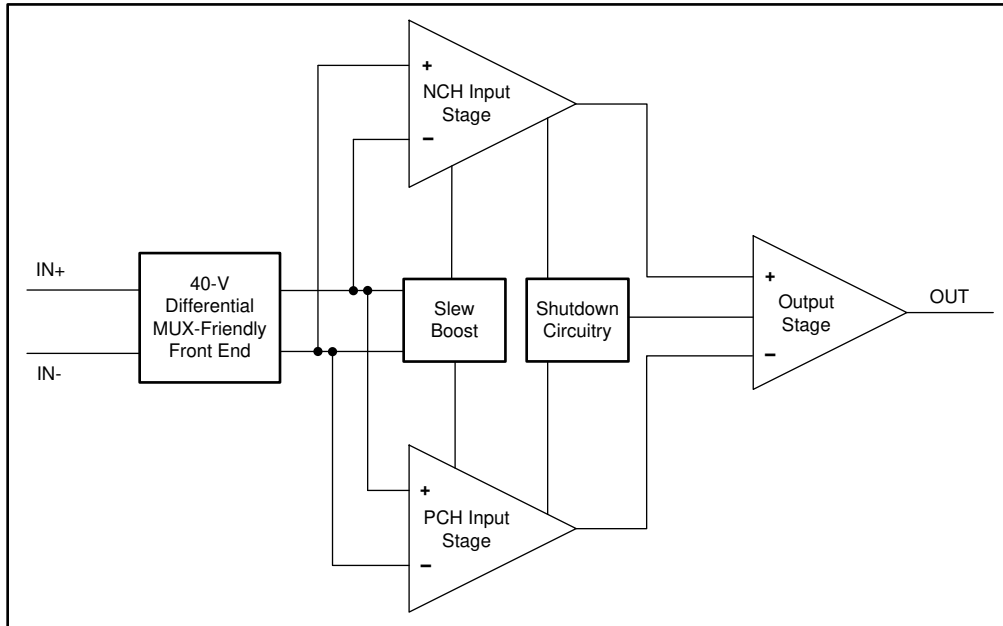 +
NCH Input
Stage
−
IN+
IN-
40-V
Differential
MUX-Friendly
Front End
Slew
Boost
Shutdown
Circuitry
+
Output
Stage
−
OUT
+
PCH Input
Stage
−